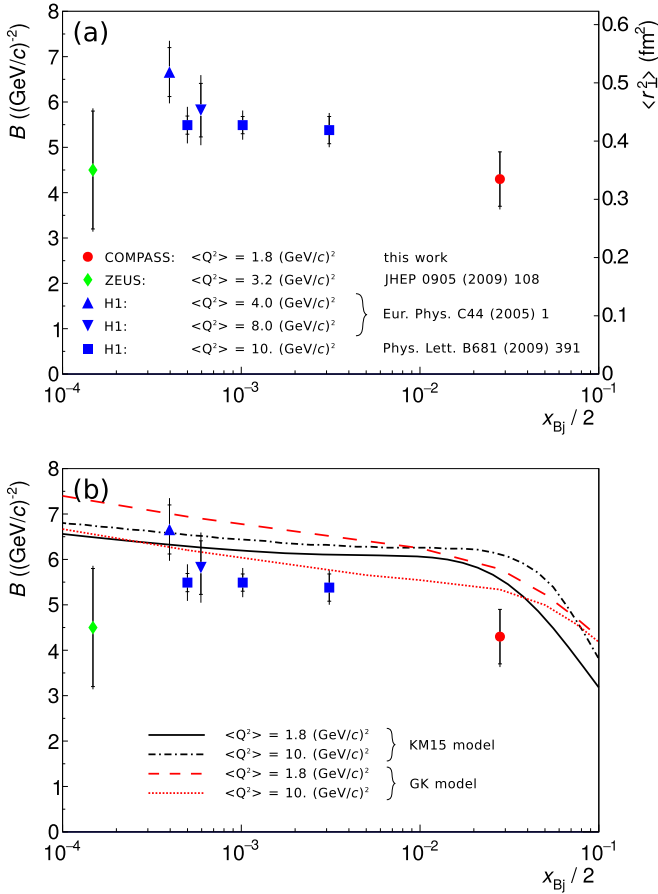 (a)
B ((GeV/c)⁻²)
8
7
6
5
4
3
2
1
0
<r²⊥> (fm²)
0.6
0.5
0.4
0.3
0.2
0.1
0
COMPASS: <Q²> = 1.8 (GeV/c)² this work
ZEUS: <Q²> = 3.2 (GeV/c)² JHEP 0905 (2009) 108
H1: <Q²> = 4.0 (GeV/c)²
Eur. Phys. C44 (2005) 1
H1: <Q²> = 8.0 (GeV/c)²
H1: <Q²> = 10. (GeV/c)² Phys. Lett. B681 (2009) 391
10⁻⁴ 10⁻³ 10⁻² 10⁻¹
x_Bj / 2
(b)
B ((GeV/c)⁻²)
8
7
6
5
4
3
2
1
0
<Q²> = 1.8 (GeV/c)²
KM15 model
<Q²> = 10. (GeV/c)²
<Q²> = 1.8 (GeV/c)²
GK model
<Q²> = 10. (GeV/c)²
10⁻⁴ 10⁻³ 10⁻² 10⁻¹
x_Bj / 2